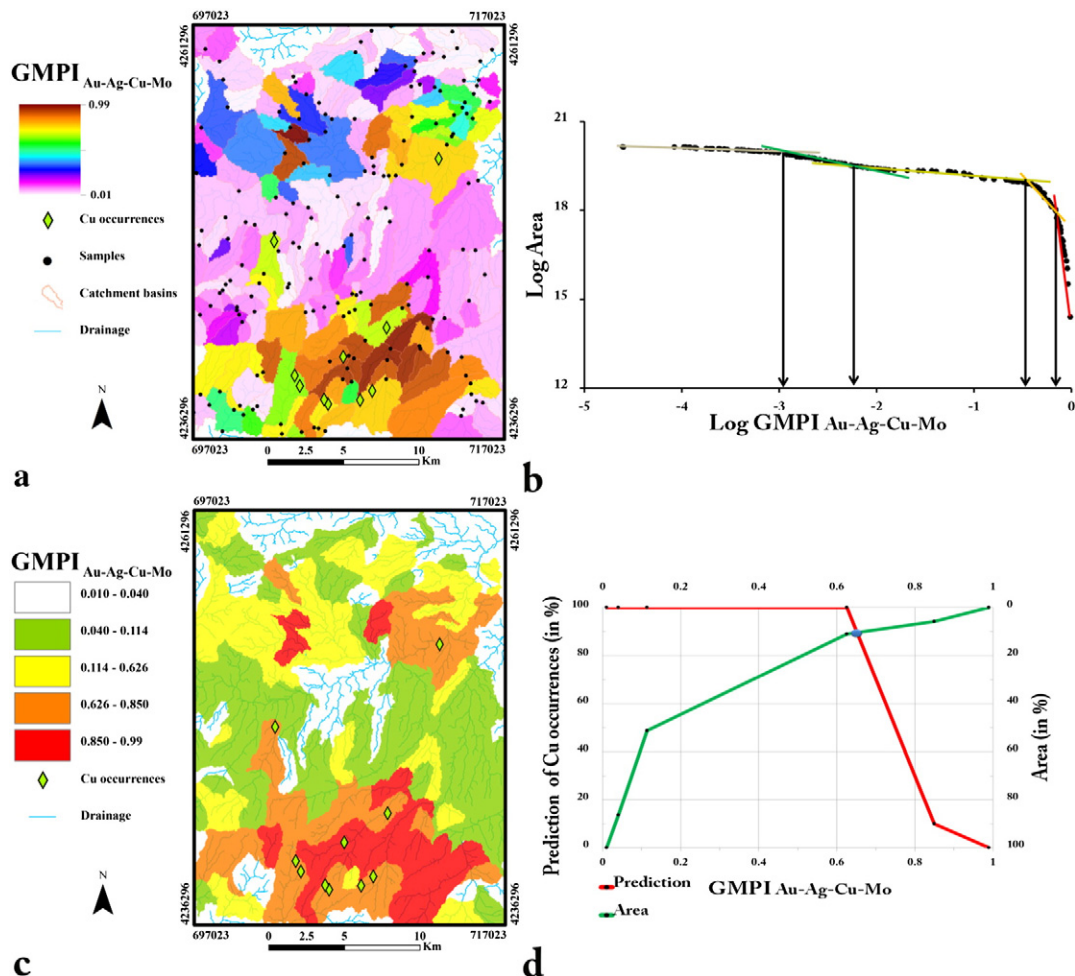 697023
717023
4261296
4261296
GMPI Au-Ag-Cu-Mo
0.99
0.01
Cu occurrences
Samples
Catchment basins
Drainage
N
4236296
4236296
697023
717023
0
2.5
5
10
Km
a
21
18
15
12
Log Area
-5
-4
-3
-2
-1
0
Log GMPI Au-Ag-Cu-Mo
b
697023
717023
4261296
4261296
GMPI Au-Ag-Cu-Mo
0.010 - 0.040
0.040 - 0.114
0.114 - 0.626
0.626 - 0.850
0.850 - 0.99
Cu occurrences
Drainage
N
4236296
4236296
697023
717023
0
2.5
5
10
Km
c
0
0.2
0.4
0.6
0.8
1
100
80
60
40
20
0
Prediction of Cu occurrences (in %)
0
20
40
60
80
100
Area (in %)
0
0.2
0.4
0.6
0.8
1
Prediction
Area
GMPI Au-Ag-Cu-Mo
d